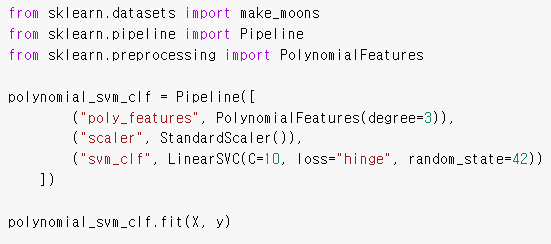 from sklearn.datasets import make_moons
from sklearn.pipeline import Pipeline
from sklearn.preprocessing import PolynomialFeatures

polynomial_svm_clf = Pipeline([
        ("poly_features", PolynomialFeatures(degree=3)),
        ("scaler", StandardScaler()),
        ("svm_clf", LinearSVC(C=10, loss="hinge", random_state=42))
    ])

polynomial_svm_clf.fit(X, y)